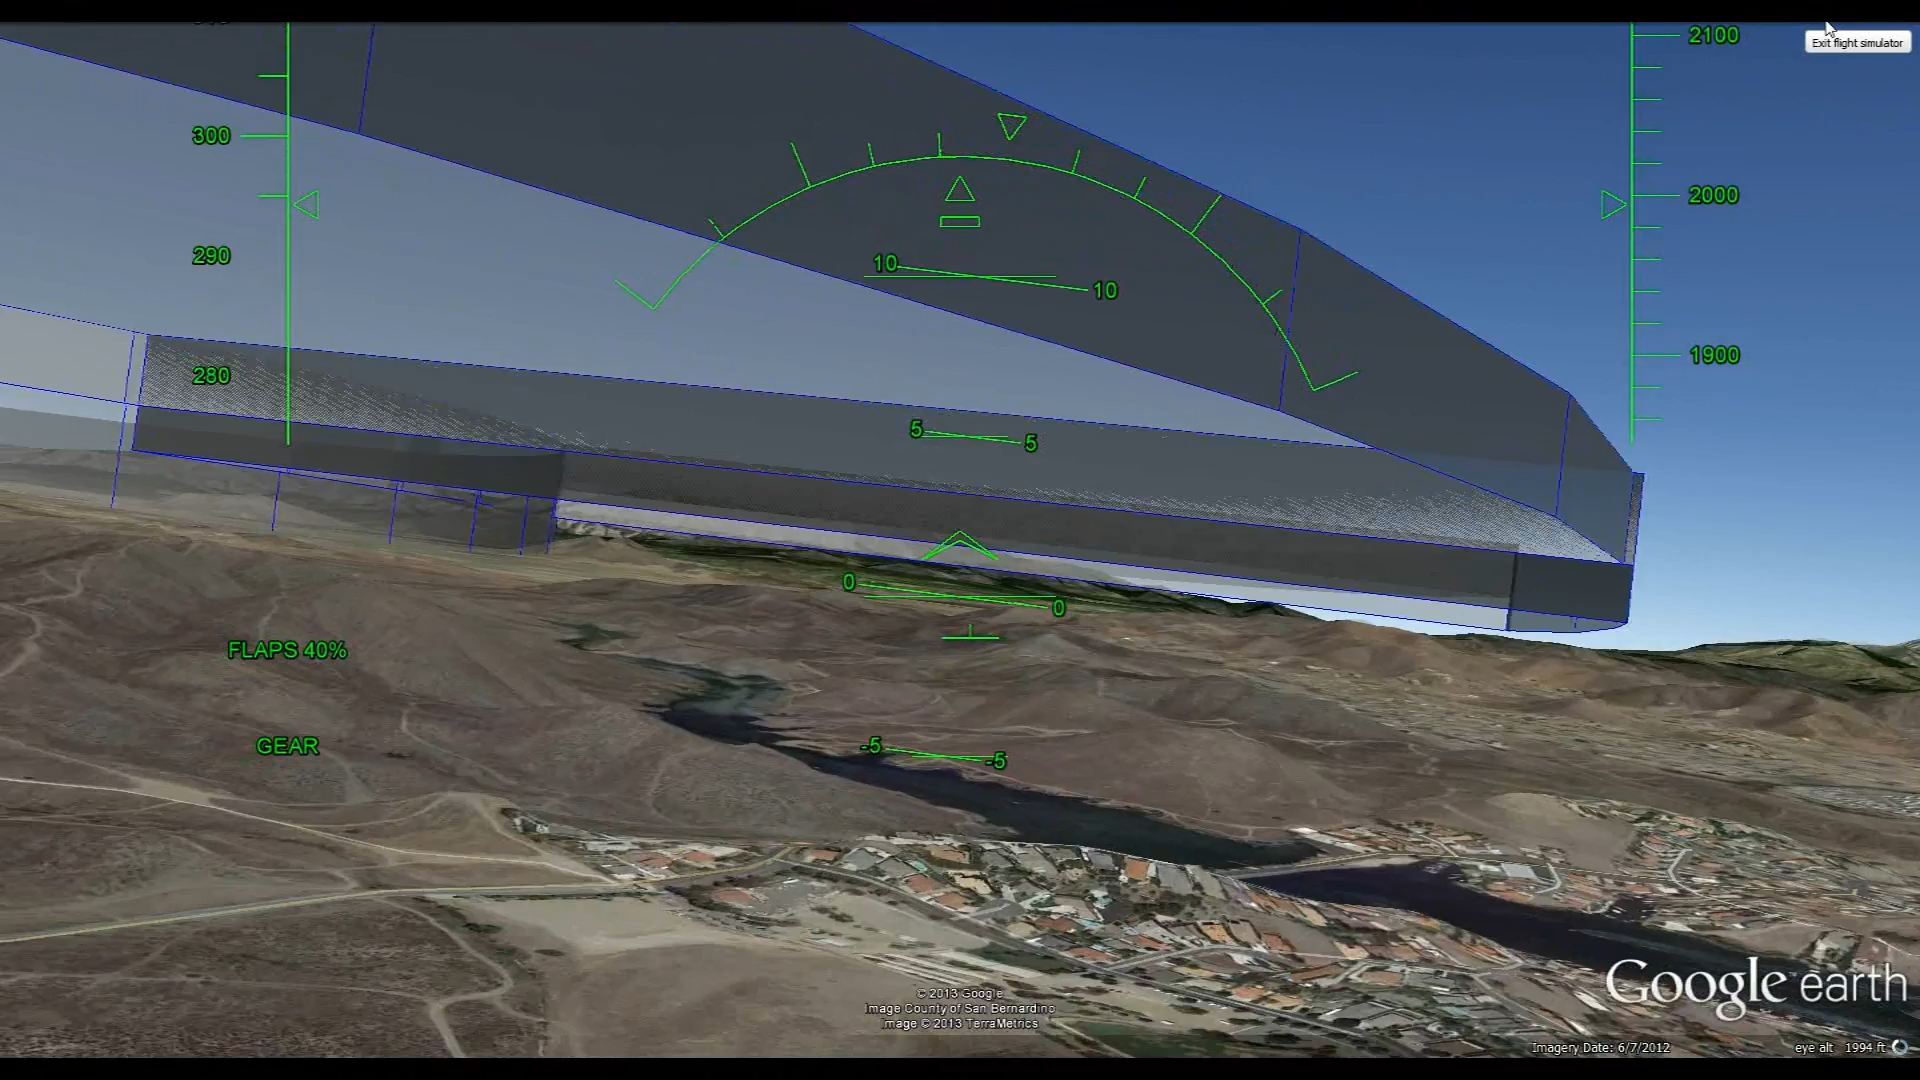 2100
Exit flight simulator
300
2000
290
10
10
1900
280
5
5
0
0
FLAPS 40%
-5
-5
GEAR
Google earth
© 2013 Google
Image County of San Bernardino
Image © 2013 TerraMetrics
Imagery Date: 6/7/2012
eye alt 1994 ft